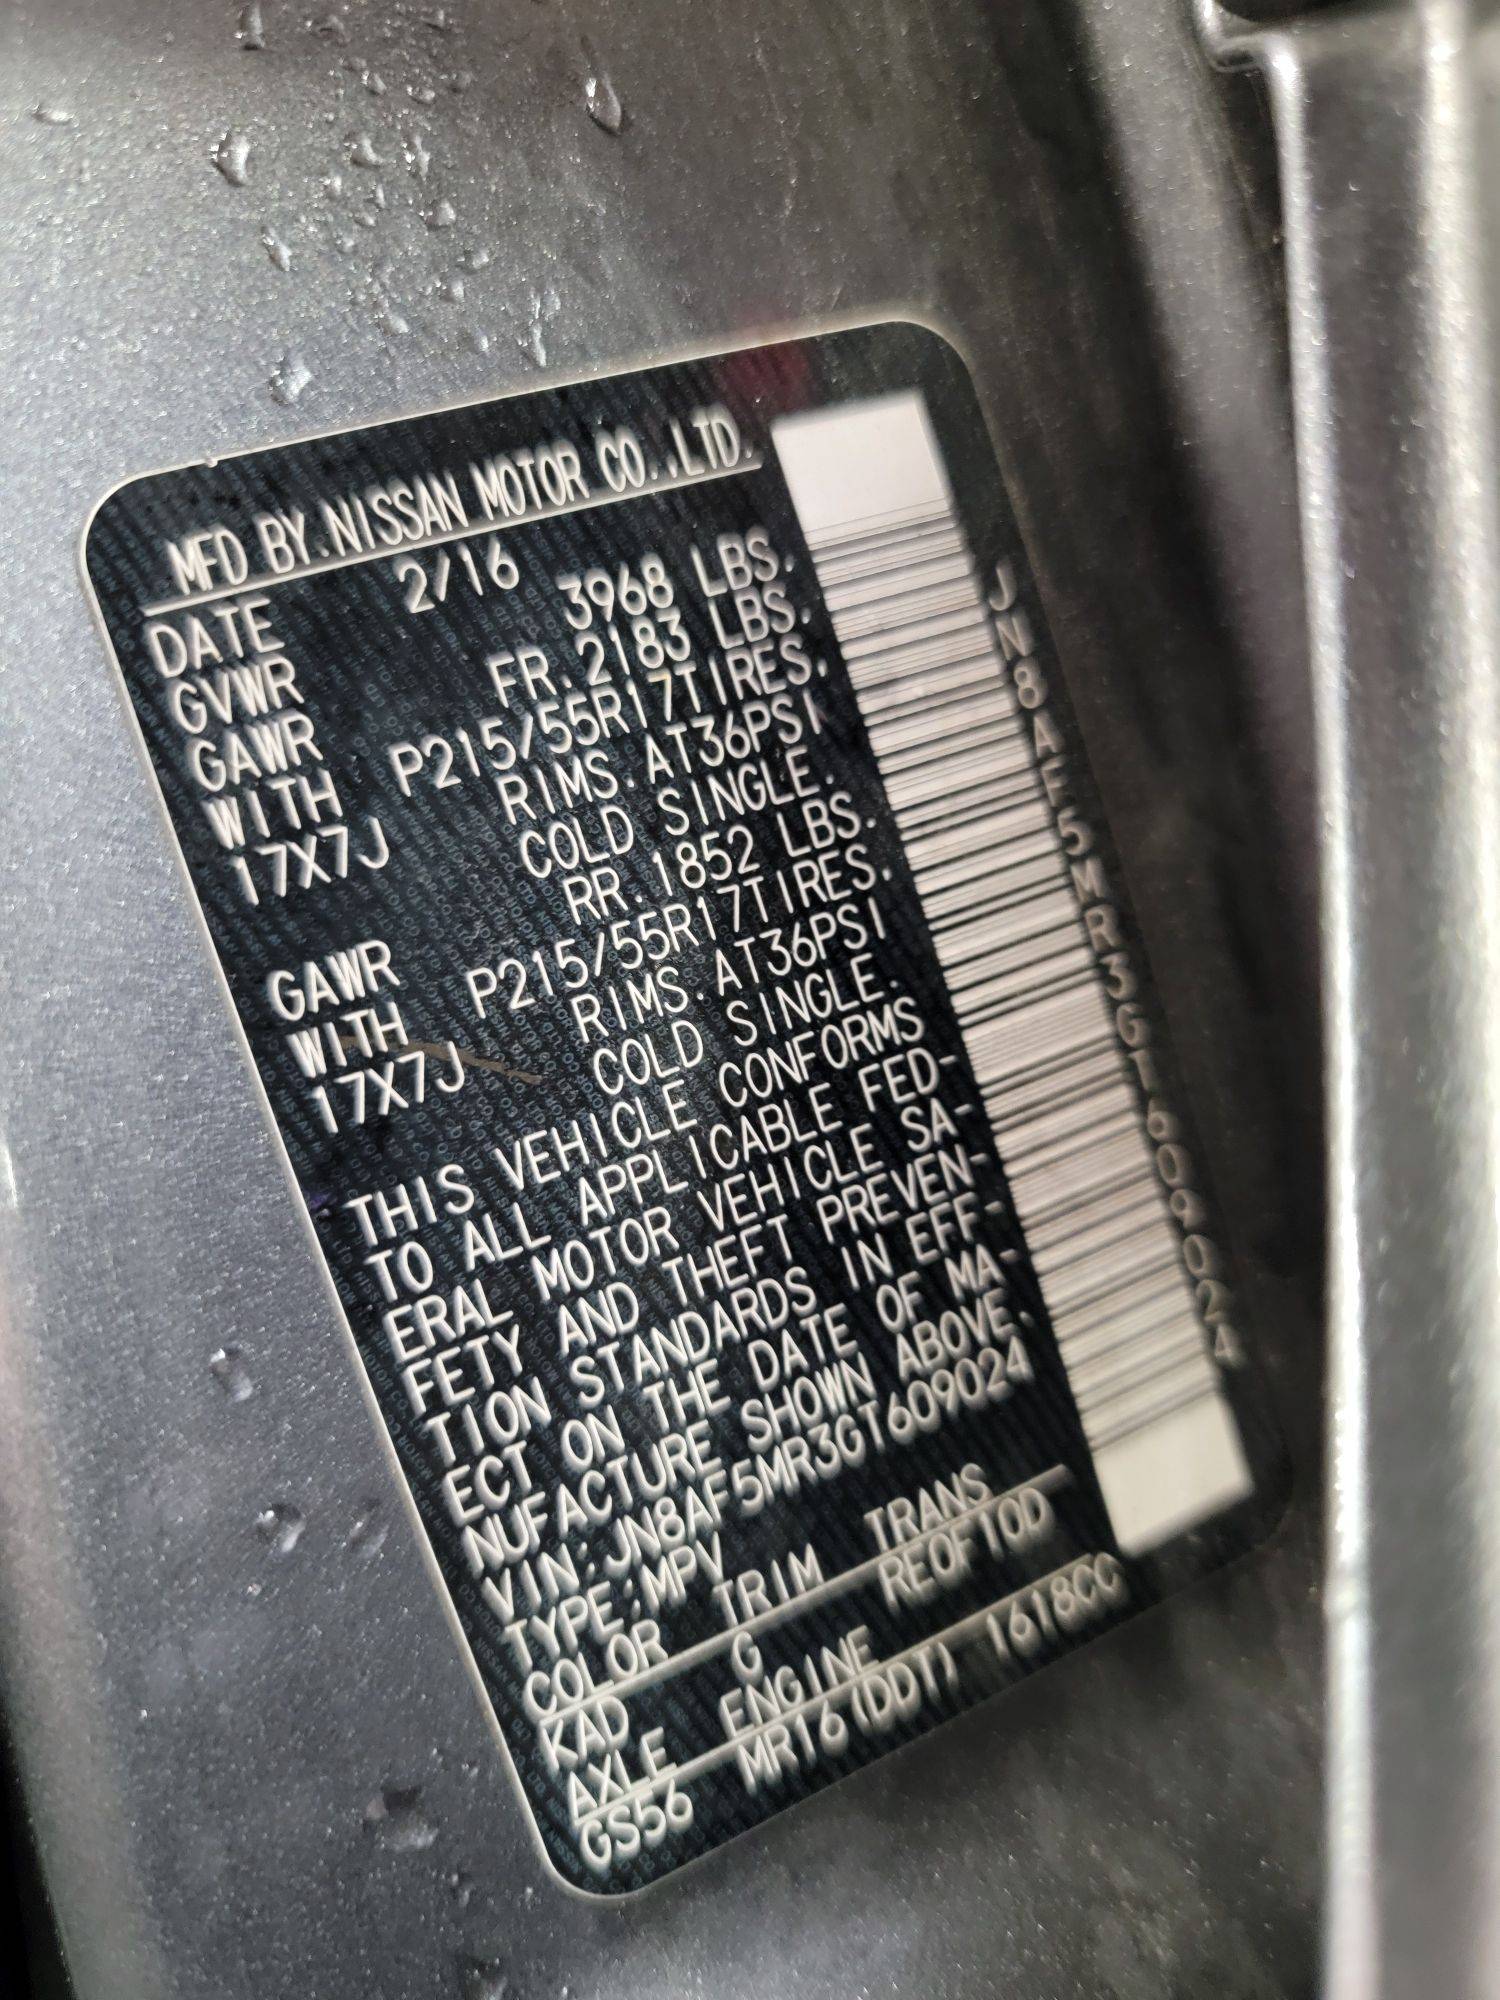 MFD BY.NISSAN MOTOR CO.,LTD.
DATE 2/16
GVWR 3968 LBS.
GAWR FR.2183 LBS.
WITH P215/55R17TIRES.
17X7J RIMS.AT36PSI
COLD SINGLE.
GAWR RR.1852 LBS.
WITH P215/55R17TIRES.
17X7J RIMS.AT36PSI
COLD SINGLE.
THIS VEHICLE CONFORMS
TO ALL APPLICABLE FED-
ERAL MOTOR VEHICLE SA-
FETY AND THEFT PREVEN-
TION STANDARDS IN EFF-
ECT ON THE DATE OF MA-
NUFACTURE SHOWN ABOVE.
VIN:JN8AF5MR3GT609024
TYPE:MPV
COLOR TRIM TRANS
KAD G RE0F10D
AXLE ENGINE
GS56 MR16(DDT) 1618CC
JN8AF5MR3GT609024